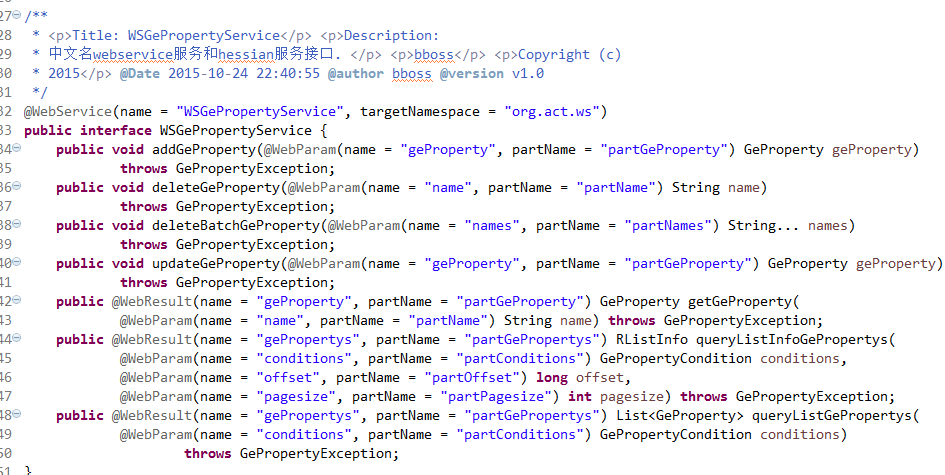 27 /**
28  * <p>Title: WSGePropertyService</p> <p>Description:
29  * 中文名webservice服务和hessian服务接口. </p> <p>bboss</p> <p>Copyright (c)
30  * 2015</p> @Date 2015-10-24 22:40:55 @author bboss @version v1.0
31  */
32 @WebService(name = "WSGePropertyService", targetNamespace = "org.act.ws")
33 public interface WSGePropertyService {
34     public void addGeProperty(@WebParam(name = "geProperty", partName = "partGeProperty") GeProperty geProperty)
35             throws GePropertyException;
36     public void deleteGeProperty(@WebParam(name = "name", partName = "partName") String name)
37             throws GePropertyException;
38     public void deleteBatchGeProperty(@WebParam(name = "names", partName = "partNames") String... names)
39             throws GePropertyException;
40     public void updateGeProperty(@WebParam(name = "geProperty", partName = "partGeProperty") GeProperty geProperty)
41             throws GePropertyException;
42     public @WebResult(name = "geProperty", partName = "partGeProperty") GeProperty getGeProperty(
43             @WebParam(name = "name", partName = "partName") String name) throws GePropertyException;
44     public @WebResult(name = "gePropertys", partName = "partGePropertys") RListInfo queryListInfoGePropertys(
45             @WebParam(name = "conditions", partName = "partConditions") GePropertyCondition conditions,
46             @WebParam(name = "offset", partName = "partOffset") long offset,
47             @WebParam(name = "pagesize", partName = "partPagesize") int pagesize) throws GePropertyException;
48     public @WebResult(name = "gePropertys", partName = "partGePropertys") List<GeProperty> queryListGePropertys(
49             @WebParam(name = "conditions", partName = "partConditions") GePropertyCondition conditions)
50                     throws GePropertyException;
51 }